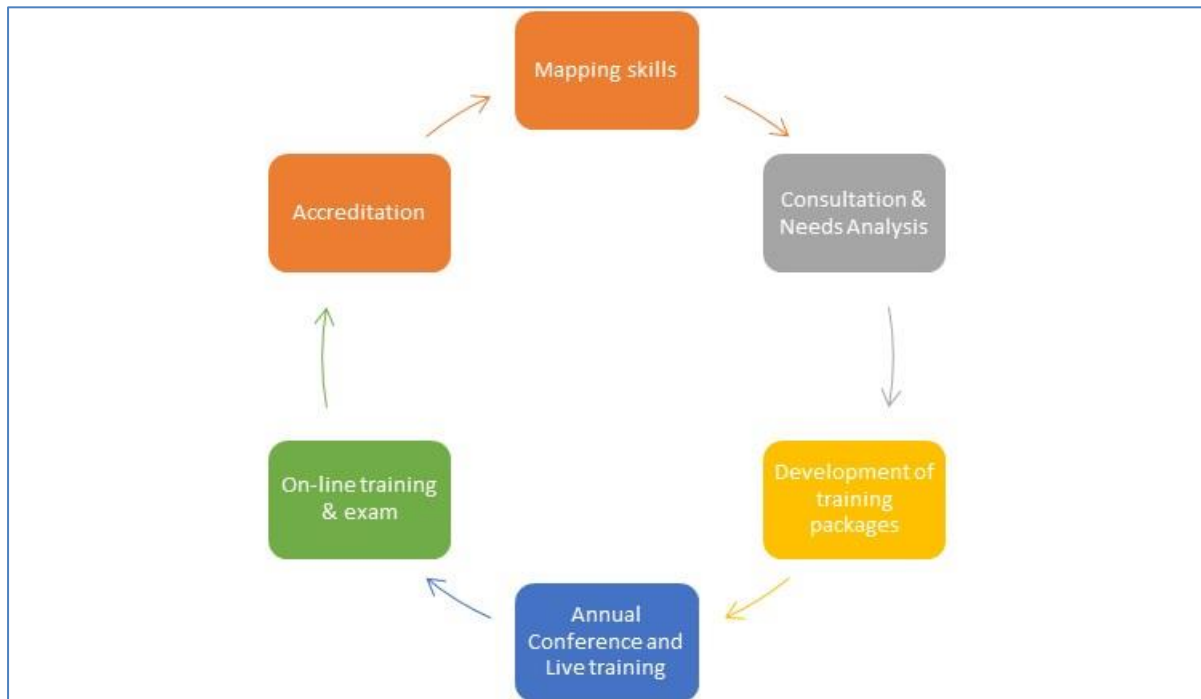 Mapping skills
Consultation &
Needs Analysis
Development of
training
packages
Annual
Conference and
Live training
On-line training
& exam
Accreditation